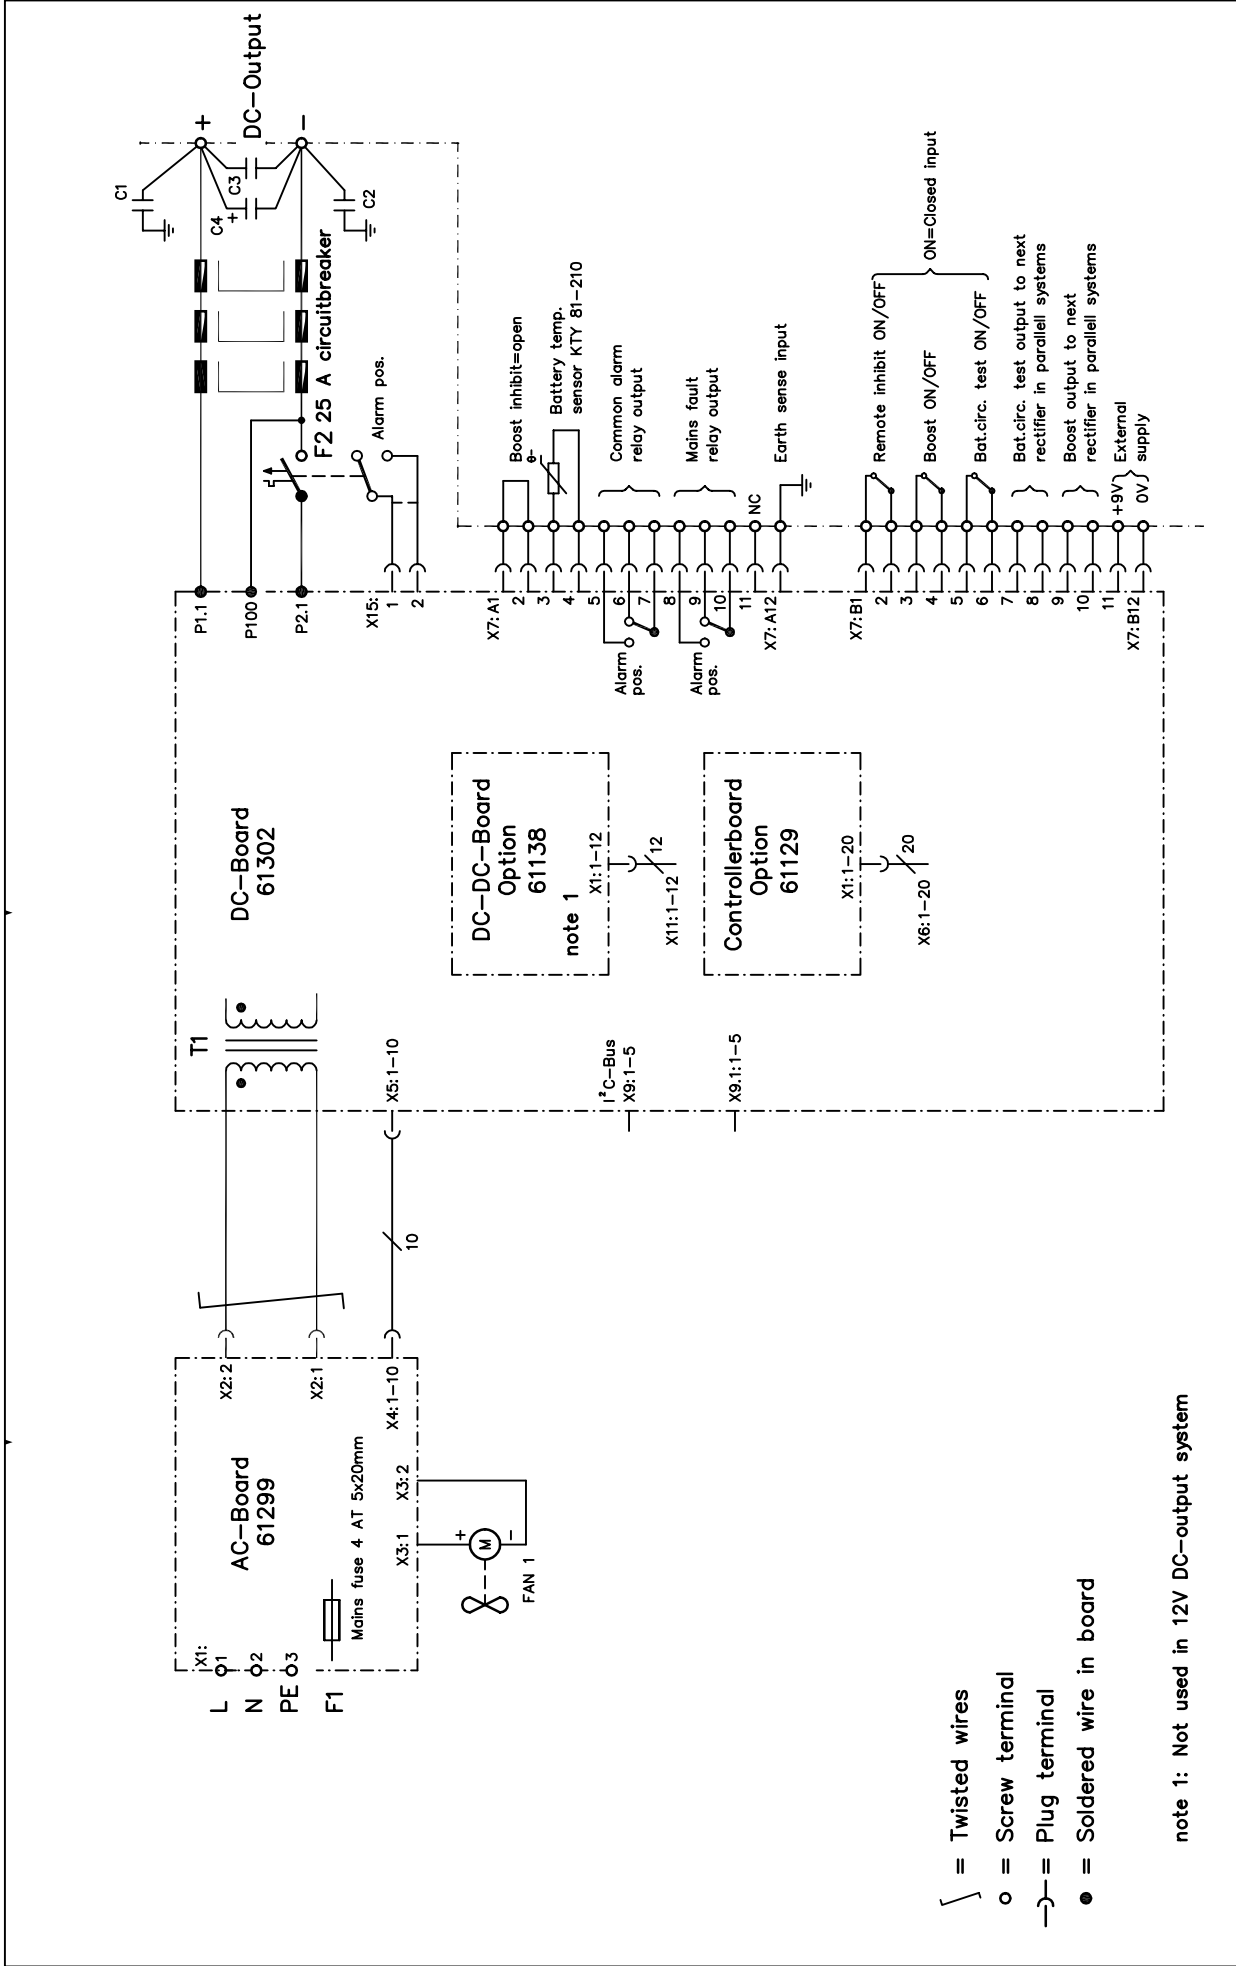 L
N
PE
F1
X1:
1
2
3
AC-Board
61299
Mains fuse 4 AT 5x20mm
X2:2
X2:1
X4:1-10
X3:1
X3:2
+
M
-
FAN 1
10
T1
X5:1-10
I²C-Bus
X9:1-5
X9.1:1-5
DC-Board
61302
DC-DC-Board
Option
61138
note 1
X1:1-12
12
X11:1-12
Controllerboard
Option
61129
X1:1-20
20
X6:1-20
P1.1
P100
P2.1
X15:
1
2
F2 25 A circuitbreaker
Alarm pos.
C1
C4
+
C3
C2
+
DC-Output
-
X7:A1
2
3
4
5
6
7
8
9
10
11
X7:A12
Alarm
pos.
Alarm
pos.
Boost inhibit=open
θ-
Battery temp.
sensor KTY 81-210
Common alarm
relay output
Mains fault
relay output
NC
Earth sense input
X7:B1
2
3
4
5
6
7
8
9
10
11
X7:B12
Remote inhibit ON/OFF
Boost ON/OFF
Bat.circ. test ON/OFF
ON=Closed input
Bat.circ. test output to next
rectifier in parallell systems
Boost output to next
rectifier in parallell systems
+9V
0V
External
supply
= Twisted wires
= Screw terminal
= Plug terminal
= Soldered wire in board
note 1: Not used in 12V DC-output system